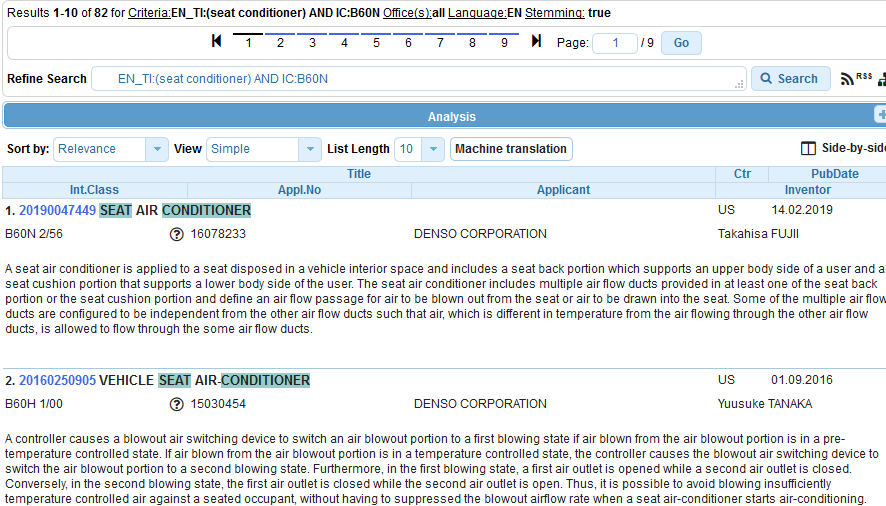 Results 1-10 of 82 for Criteria:EN_TI:(seat conditioner) AND IC:B60N Office(s):all Language:EN Stemming: true
1 2 3 4 5 6 7 8 9 Page: 1 / 9 Go
Refine Search EN_TI:(seat conditioner) AND IC:B60N Search RSS
Analysis
Sort by: Relevance View Simple List Length 10 Machine translation Side-by-side
Title Ctr PubDate
Int.Class Appl.No Applicant Inventor
1. 20190047449 SEAT AIR CONDITIONER US 14.02.2019
B60N 2/56 ? 16078233 DENSO CORPORATION Takahisa FUJII
A seat air conditioner is applied to a seat disposed in a vehicle interior space and includes a seat back portion which supports an upper body side of a user and a
seat cushion portion that supports a lower body side of the user. The seat air conditioner includes multiple air flow ducts provided in at least one of the seat back
portion or the seat cushion portion and define an air flow passage for air to be blown out from the seat or air to be drawn into the seat. Some of the multiple air flow
ducts are configured to be independent from the other air flow ducts such that air, which is different in temperature from the air flowing through the other air flow
ducts, is allowed to flow through the some air flow ducts.
2. 20160250905 VEHICLE SEAT AIR-CONDITIONER US 01.09.2016
B60H 1/00 ? 15030454 DENSO CORPORATION Yuusuke TANAKA
A controller causes a blowout air switching device to switch an air blowout portion to a first blowing state if air blown from the air blowout portion is in a pre-
temperature controlled state. If air blown from the air blowout portion is in a temperature controlled state, the controller causes the blowout air switching device to
switch the air blowout portion to a second blowing state. Furthermore, in the first blowing state, a first air outlet is opened while a second air outlet is closed.
Conversely, in the second blowing state, the first air outlet is closed while the second air outlet is open. Thus, it is possible to avoid blowing insufficiently
temperature controlled air against a seated occupant, without having to suppressed the blowout airflow rate when a seat air-conditioner starts air-conditioning.